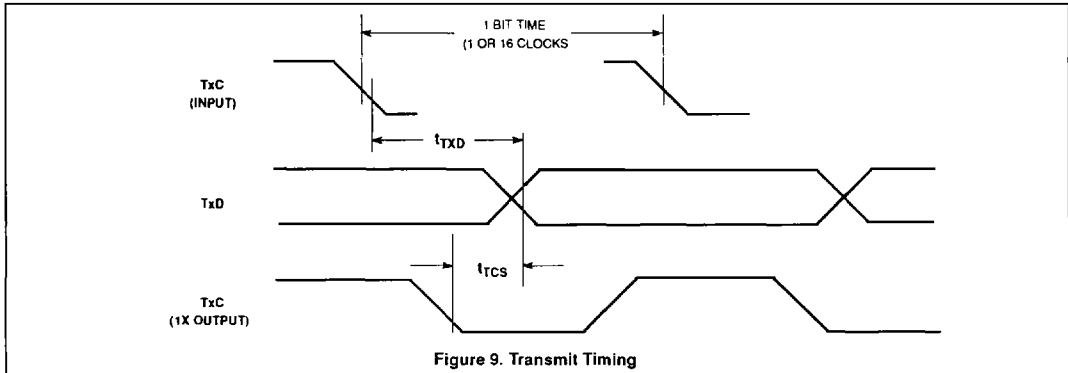 1 BIT TIME
(1 OR 16 CLOCKS
TxC
(INPUT)
tTXD
TxD
tTCS
TxC
(1X OUTPUT)
Figure 9. Transmit Timing